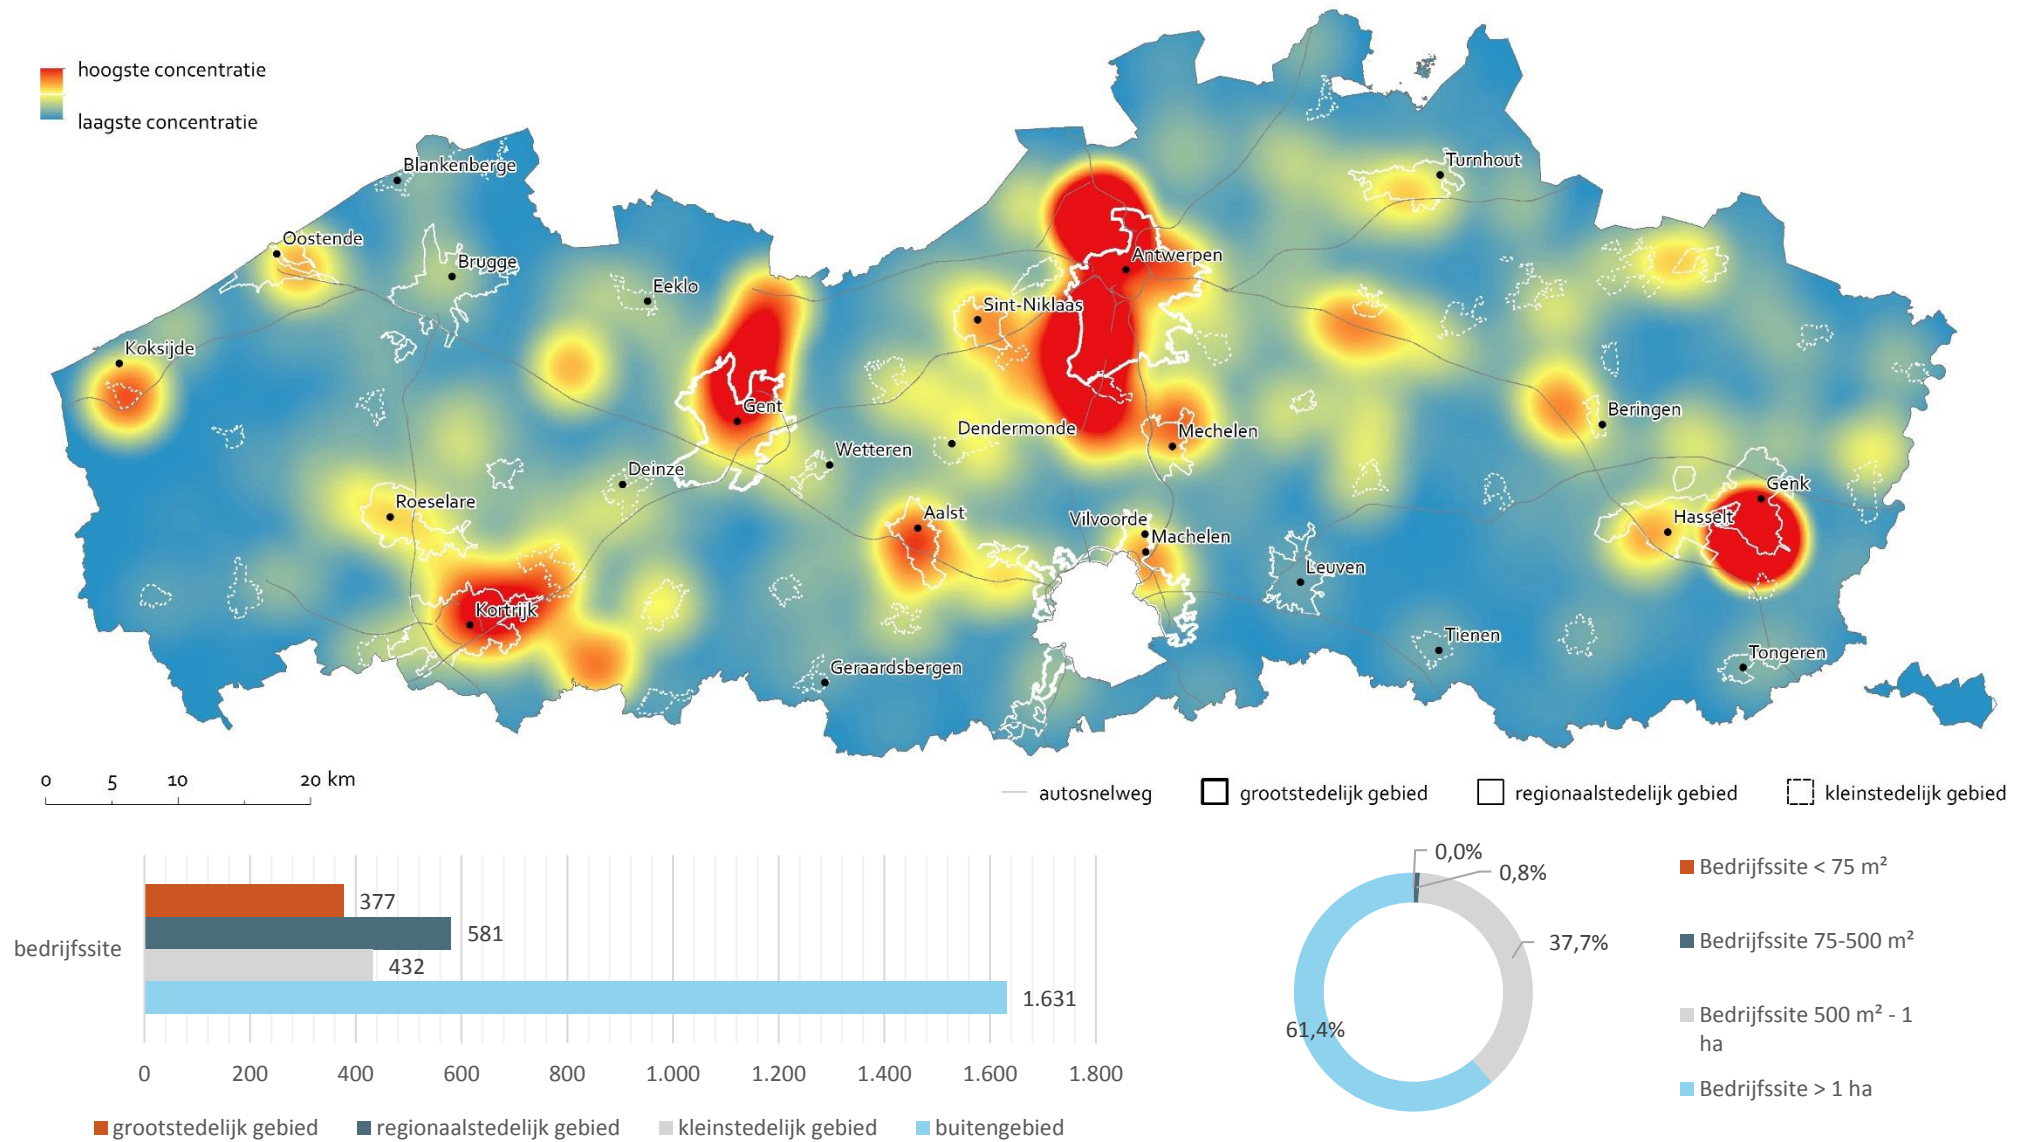 hoogste concentratie
laagste concentratie
Blankenberge
Turnhout
Oostende
Brugge
Antwerpen
Eeklo
Sint-Niklaas
Koksijde
Gent
Beringen
Dendermonde
Mechelen
Wetteren
Deinze
Genk
Roeselare
Aalst
Vilvoorde
Hasselt
Machelen
Leuven
Kortrijk
Tienen
Tongeren
Geraardsbergen
0 5 10 20 km
autosnelweg grootstedelijk gebied regionaalstedelijk gebied kleinstedelijk gebied
bedrijfssite
377
581
432
1.631
0 200 400 600 800 1.000 1.200 1.400 1.600 1.800
grootstedelijk gebied regionaalstedelijk gebied kleinstedelijk gebied buitengebied
0,0%
0,8%
37,7%
61,4%
Bedrijfssite < 75 m²
Bedrijfssite 75-500 m²
Bedrijfssite 500 m² - 1
ha
Bedrijfssite > 1 ha